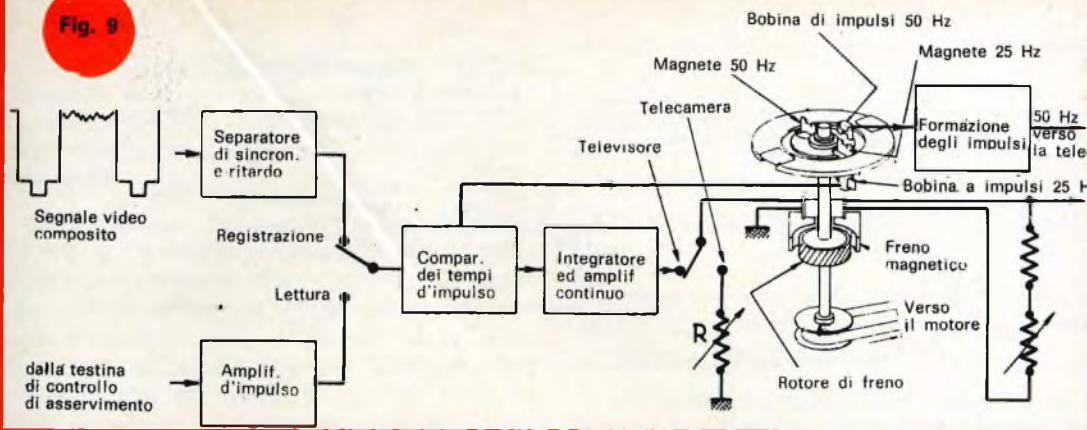 Fig. 9
Bobina di impulsi 50 Hz
Magnete 50 Hz
Magnete 25 Hz
Telecamera
Televisore
Separatore
di sincron.
e ritardo
Formazione
degli impulsi
50 Hz
verso
la tele
Bobina a impulsi 25 H
Segnale video
composito
Registrazione
Compar.
dei tempi
d'impulso
Integratore
ed amplif
continuo
Freno
magnetico
Lettura
R
Verso
il motore
dalla testina
di controllo
di asservimento
Amplif.
d'impulso
Rotore di freno